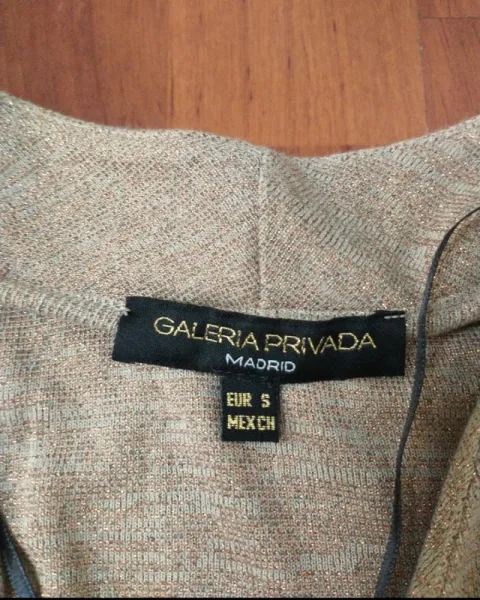 GALERIA PRIVADA
MADRID
EUR S
MEX CH